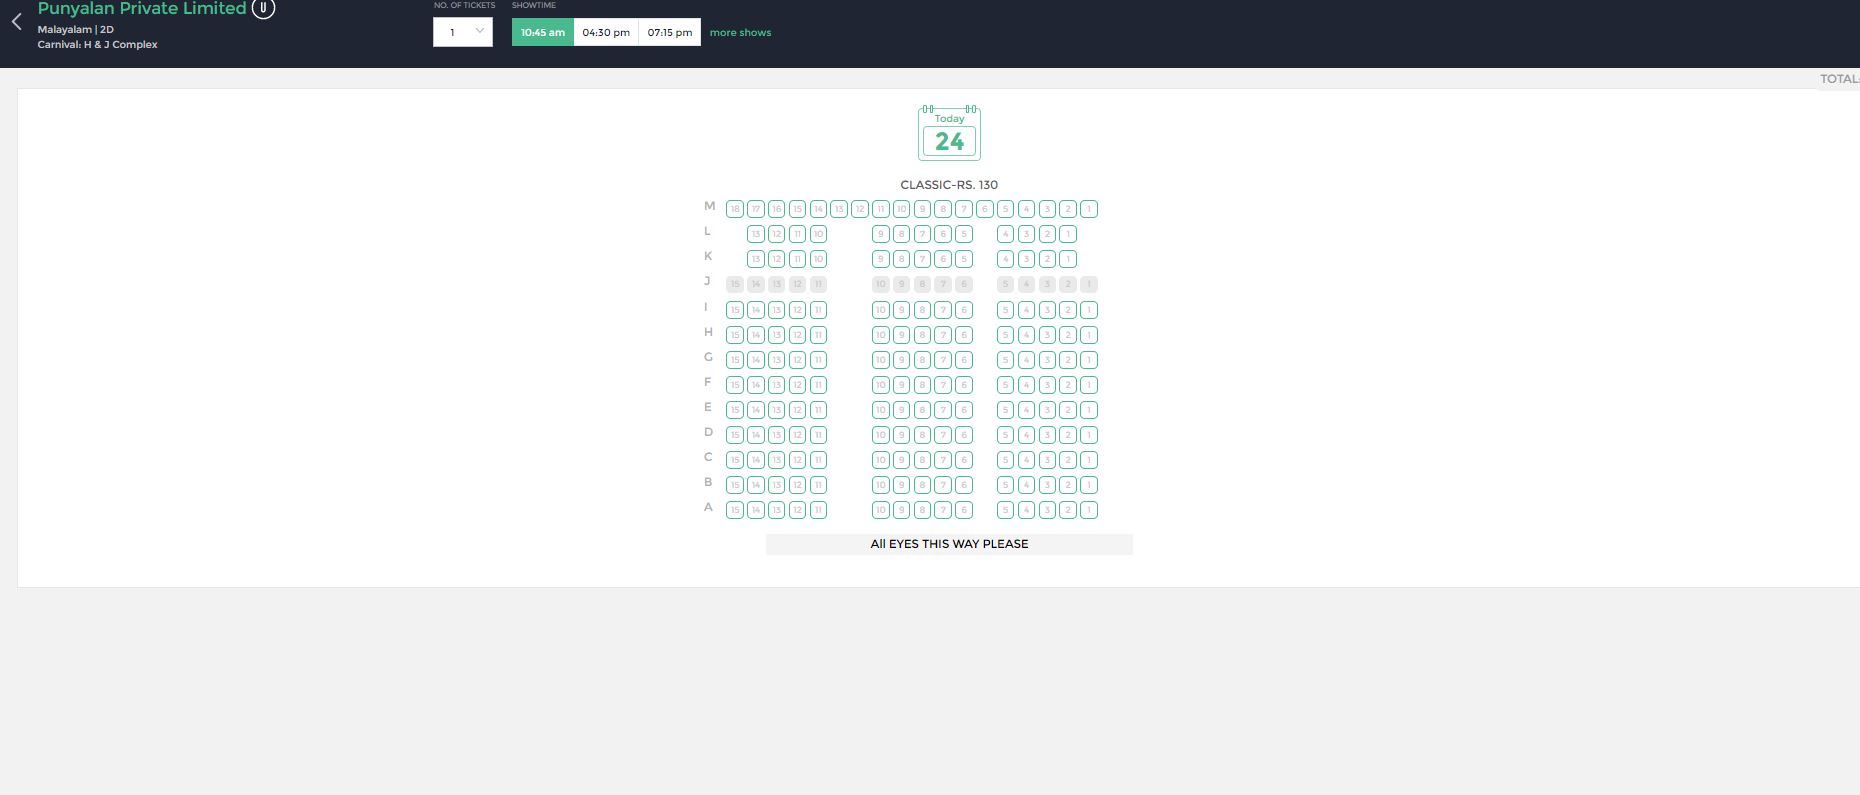 Punyalan Private Limited U
Malayalam | 2D
Carnival: H & J Complex
NO. OF TICKETS
1
SHOWTIME
10:45 am 04:30 pm 07:15 pm more shows
TOTAL:
Today
24
CLASSIC-RS. 130
M 18 17 16 15 14 13 12 11 10 9 8 7 6 5 4 3 2 1
L 13 12 11 10 9 8 7 6 5 4 3 2 1
K 13 12 11 10 9 8 7 6 5 4 3 2 1
J 15 14 13 12 11 10 9 8 7 6 5 4 3 2 1
I 15 14 13 12 11 10 9 8 7 6 5 4 3 2 1
H 15 14 13 12 11 10 9 8 7 6 5 4 3 2 1
G 15 14 13 12 11 10 9 8 7 6 5 4 3 2 1
F 15 14 13 12 11 10 9 8 7 6 5 4 3 2 1
E 15 14 13 12 11 10 9 8 7 6 5 4 3 2 1
D 15 14 13 12 11 10 9 8 7 6 5 4 3 2 1
C 15 14 13 12 11 10 9 8 7 6 5 4 3 2 1
B 15 14 13 12 11 10 9 8 7 6 5 4 3 2 1
A 15 14 13 12 11 10 9 8 7 6 5 4 3 2 1
All EYES THIS WAY PLEASE